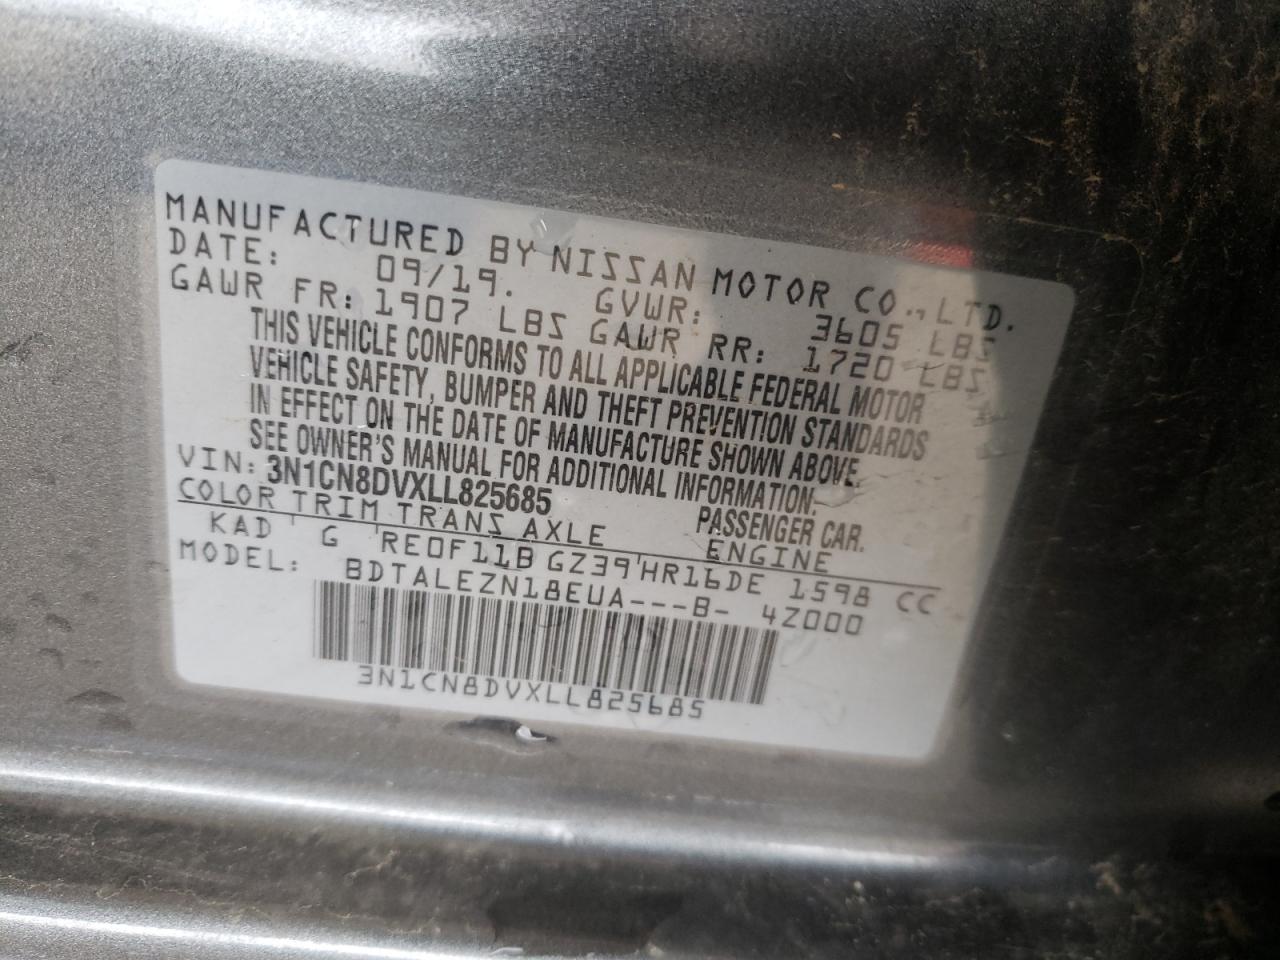 MANUFACTURED BY NISSAN MOTOR CO., LTD.
DATE: 09/19. GVWR: 3605 LBS
GAWR FR: 1907 LBS GAWR RR: 1720 LBS
THIS VEHICLE CONFORMS TO ALL APPLICABLE FEDERAL MOTOR
VEHICLE SAFETY, BUMPER AND THEFT PREVENTION STANDARDS
IN EFFECT ON THE DATE OF MANUFACTURE SHOWN ABOVE.
SEE OWNER'S MANUAL FOR ADDITIONAL INFORMATION.
VIN: 3N1CN8DVXLL825685 PASSENGER CAR.
COLOR TRIM TRANS AXLE ENGINE
KAD G RE0F11B GZ39 HR16DE 1598 CC
MODEL: BDTALEZN18EUA---B- 4Z000
3N1CN8DVXLL825685